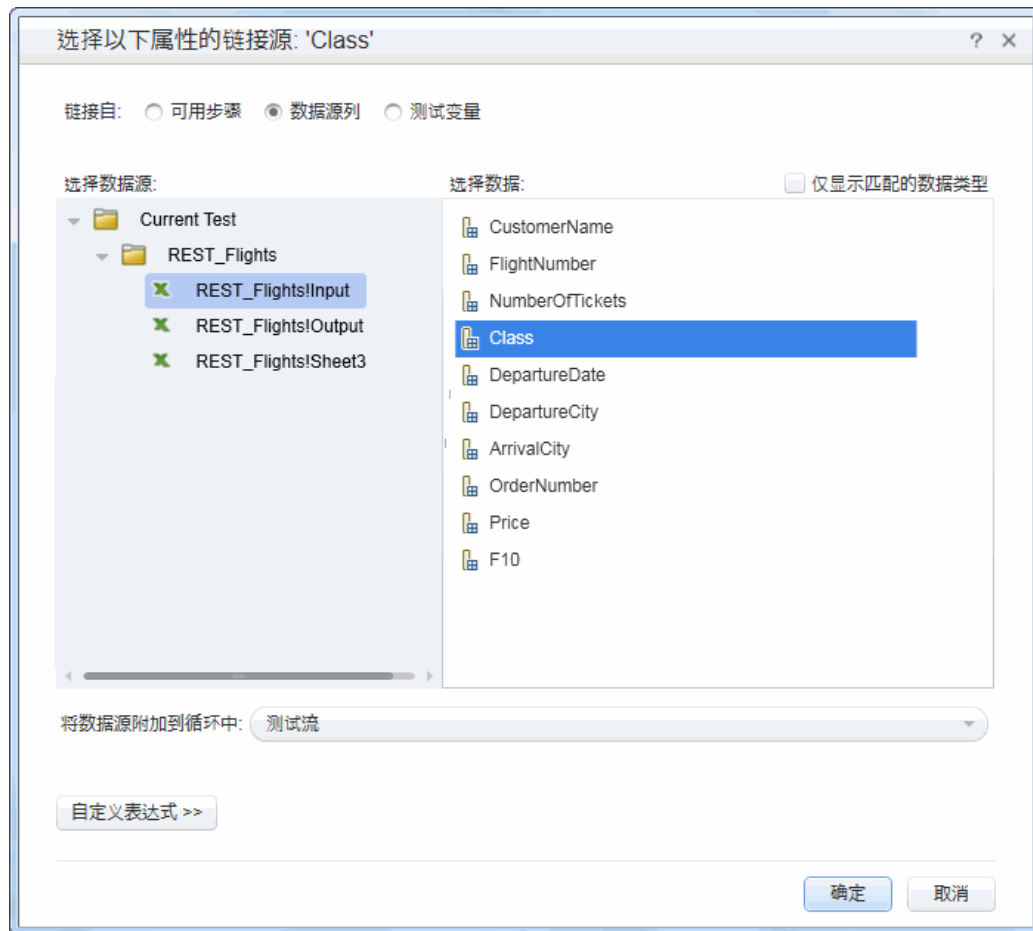 选择以下属性的链接源: 'Class'
? ×
链接自: 可用步骤 数据源列 测试变量
选择数据源: 选择数据: 仅显示匹配的数据类型
Current Test
REST_Flights
REST_Flights!Input
REST_Flights!Output
REST_Flights!Sheet3
CustomerName
FlightNumber
NumberOfTickets
Class
DepartureDate
DepartureCity
ArrivalCity
OrderNumber
Price
F10
将数据源附加到循环中: 测试流
自定义表达式 >>
确定 取消